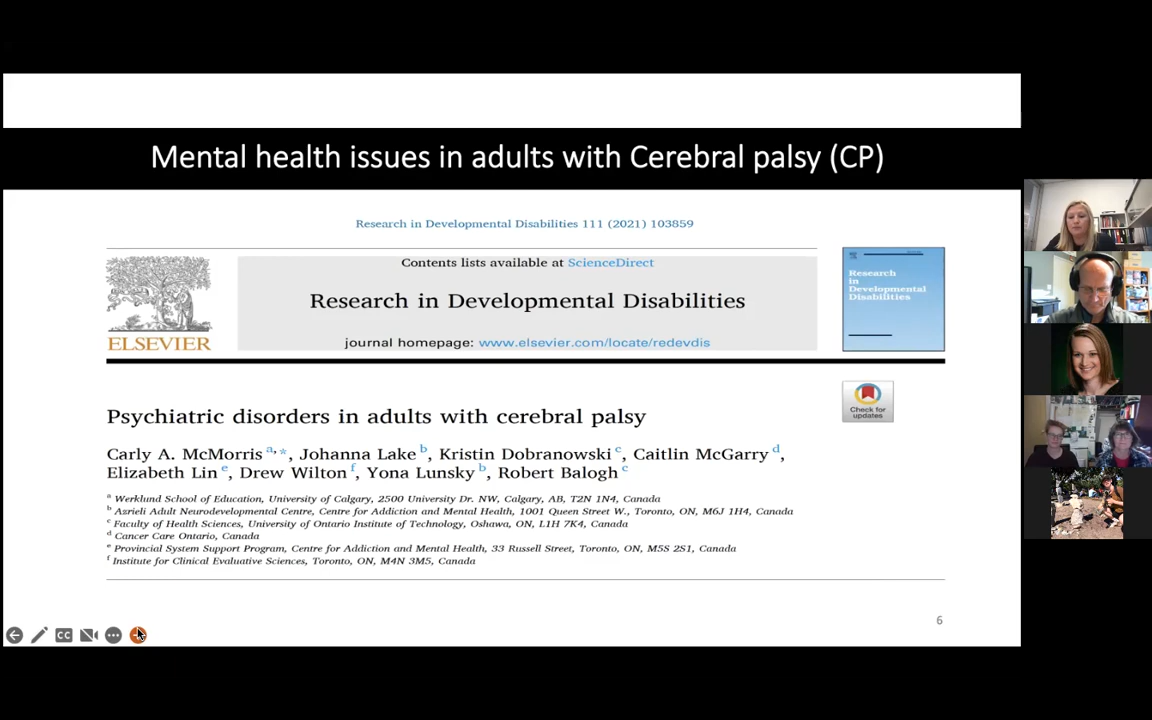 Mental health issues in adults with Cerebral palsy (CP)
Research in Developmental Disabilities 111 (2021) 103859
Contents lists available at ScienceDirect
Research in Developmental Disabilities
journal homepage: www.elsevier.com/locate/redevdis
ELSEVIER
Research
in
Developmental
Disabilities
Check for
updates
Psychiatric disorders in adults with cerebral palsy
Carly A. McMorris a,*, Johanna Lake b, Kristin Dobranowski c, Caitlin McGarry d,
Elizabeth Lin e, Drew Wilton f, Yona Lunsky b, Robert Balogh c
a Werklund School of Education, University of Calgary, 2500 University Dr. NW, Calgary, AB, T2N 1N4, Canada
b Azrieli Adult Neurodevelopmental Centre, Centre for Addiction and Mental Health, 1001 Queen Street W., Toronto, ON, M6J 1H4, Canada
c Faculty of Health Sciences, University of Ontario Institute of Technology, Oshawa, ON, L1H 7K4, Canada
d Cancer Care Ontario, Canada
e Provincial System Support Program, Centre for Addiction and Mental Health, 33 Russell Street, Toronto, ON, M5S 2S1, Canada
f Institute for Clinical Evaluative Sciences, Toronto, ON, M4N 3M5, Canada
6
CC